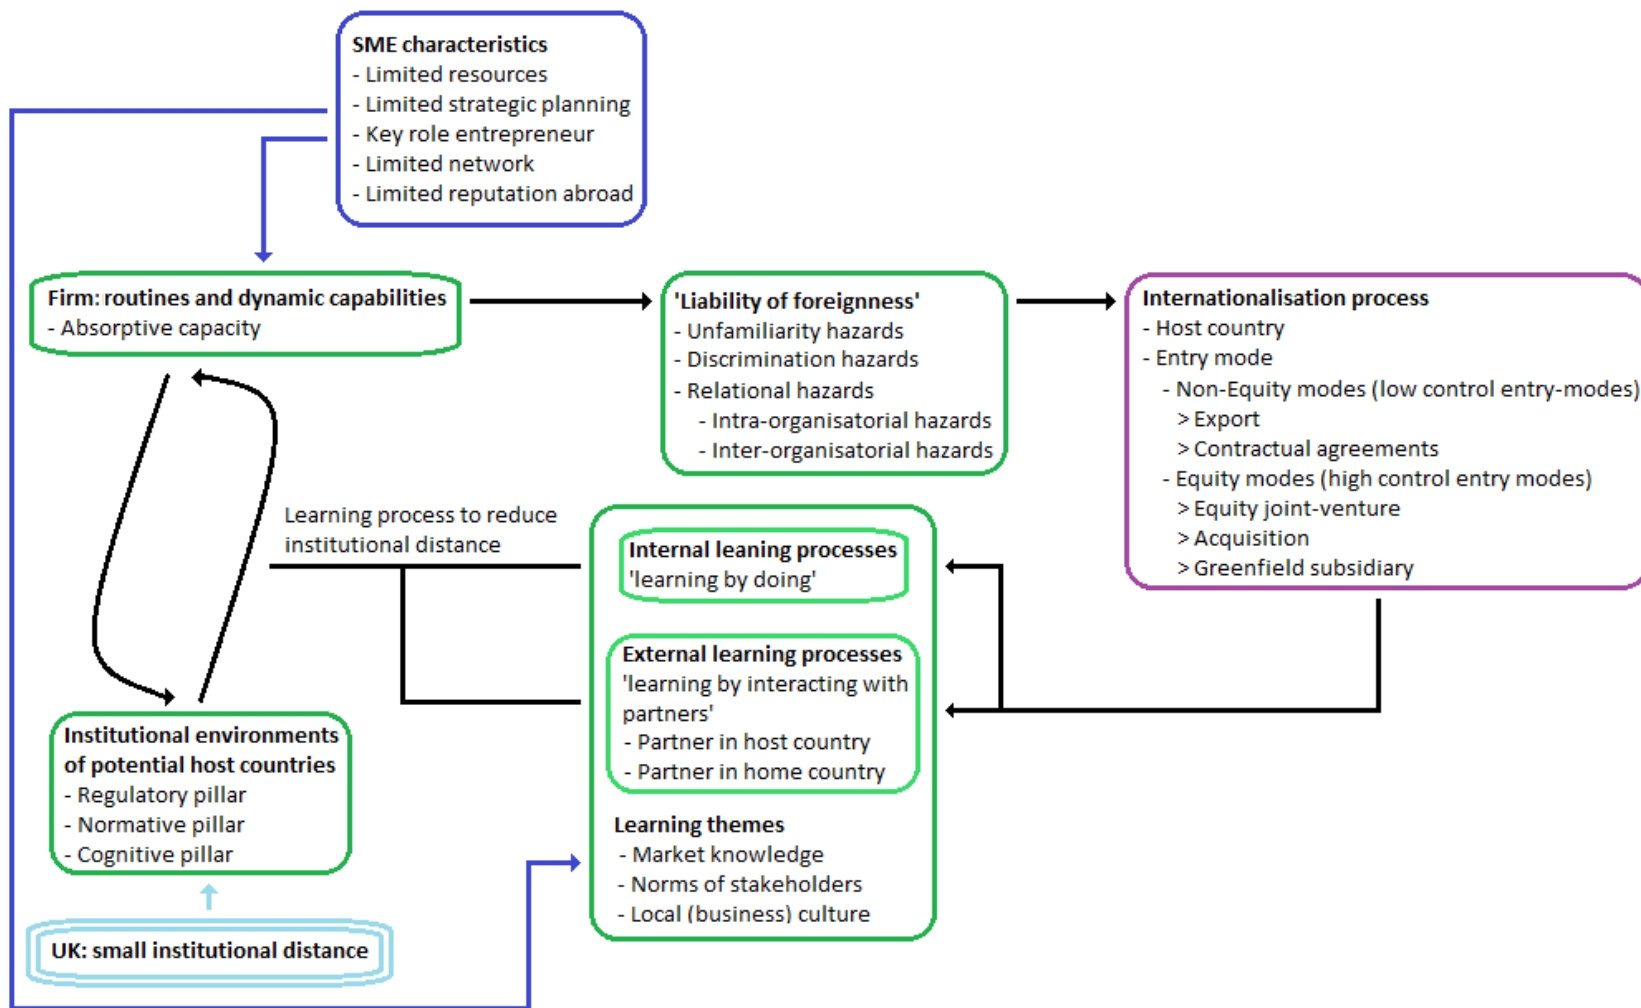 SME characteristics
- Limited resources
- Limited strategic planning
- Key role entrepreneur
- Limited network
- Limited reputation abroad
Firm: routines and dynamic capabilities
- Absorptive capacity
'Liability of foreignness'
- Unfamiliarity hazards
- Discrimination hazards
- Relational hazards
- Intra-organisatorial hazards
- Inter-organisatorial hazards
Internationalisation process
- Host country
- Entry mode
- Non-Equity modes (low control entry-modes)
> Export
> Contractual agreements
- Equity modes (high control entry modes)
> Equity joint-venture
> Acquisition
> Greenfield subsidiary
Learning process to reduce
institutional distance
Internal leaning processes
'learning by doing'
External learning processes
'learning by interacting with
partners'
- Partner in host country
- Partner in home country
Learning themes
- Market knowledge
- Norms of stakeholders
- Local (business) culture
Institutional environments
of potential host countries
- Regulatory pillar
- Normative pillar
- Cognitive pillar
UK: small institutional distance